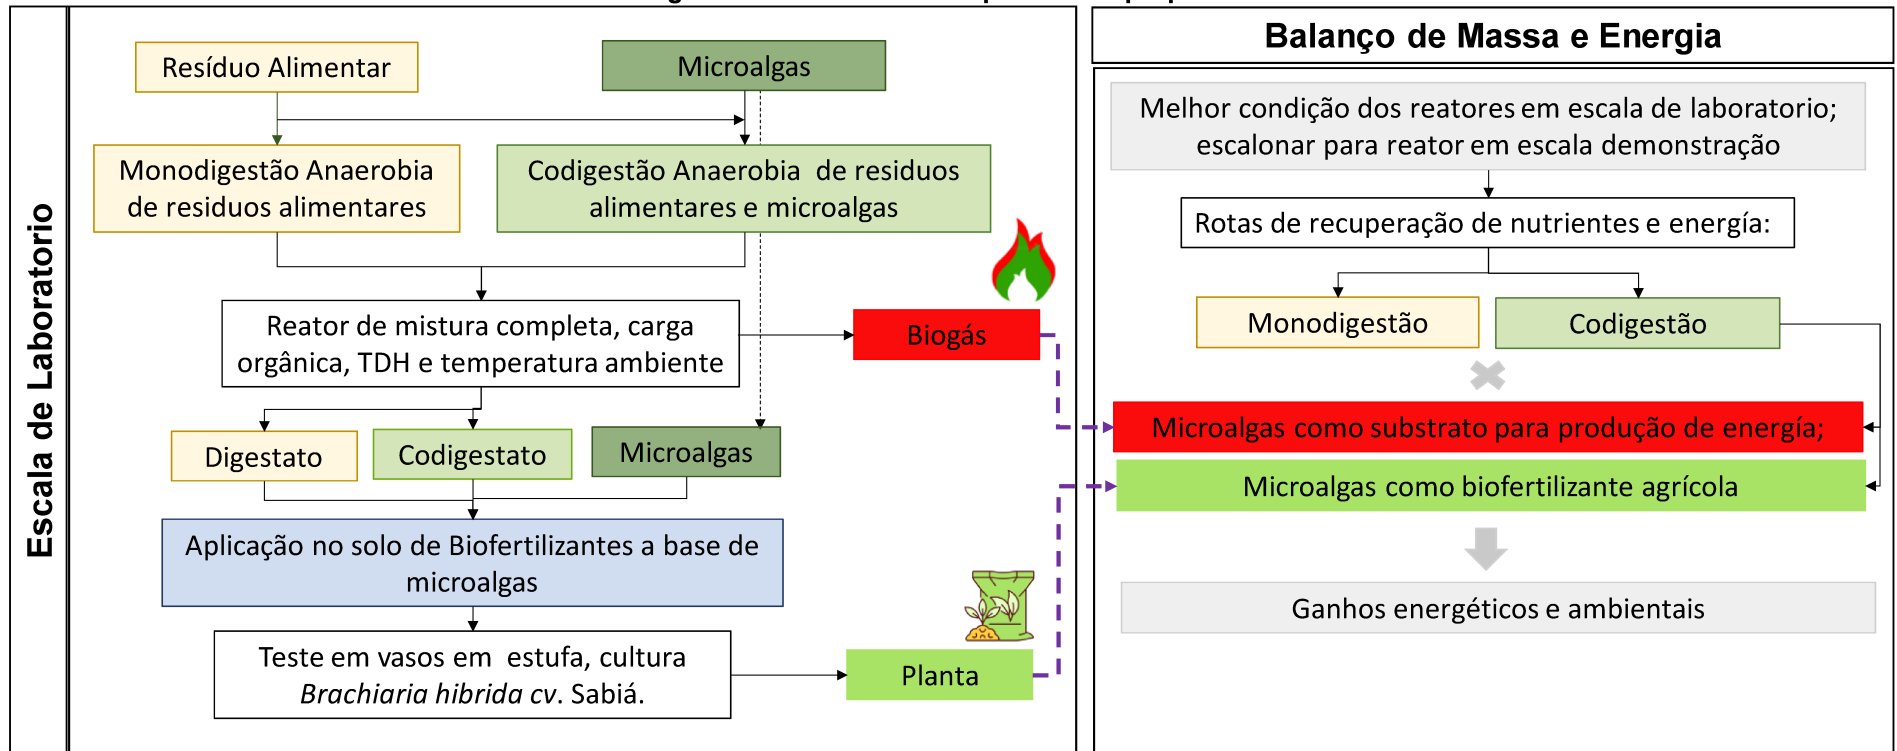 Escala de Laboratorio
Resíduo Alimentar
Microalgas
Monodigestão Anaerobia
de residuos alimentares
Codigestão Anaerobia de residuos
alimentares e microalgas
Reator de mistura completa, carga
orgânica, TDH e temperatura ambiente
Biogás
Digestato
Codigestato
Microalgas
Aplicação no solo de Biofertilizantes a base de
microalgas
Teste em vasos em estufa, cultura
Brachiaria hibrida cv. Sabiá.
Planta
Balanço de Massa e Energia
Melhor condição dos reatores em escala de laboratorio;
escalonar para reator em escala demonstração
Rotas de recuperação de nutrientes e energía:
Monodigestão
Codigestão
Microalgas como substrato para produção de energía;
Microalgas como biofertilizante agrícola
Ganhos energéticos e ambientais